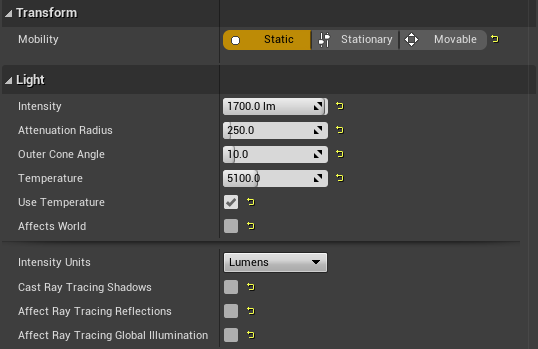 Transform
Mobility Static Stationary Movable
Light
Intensity 1700.0 lm
Attenuation Radius 250.0
Outer Cone Angle 10.0
Temperature 5100.0
Use Temperature
Affects World
Intensity Units Lumens
Cast Ray Tracing Shadows
Affect Ray Tracing Reflections
Affect Ray Tracing Global Illumination